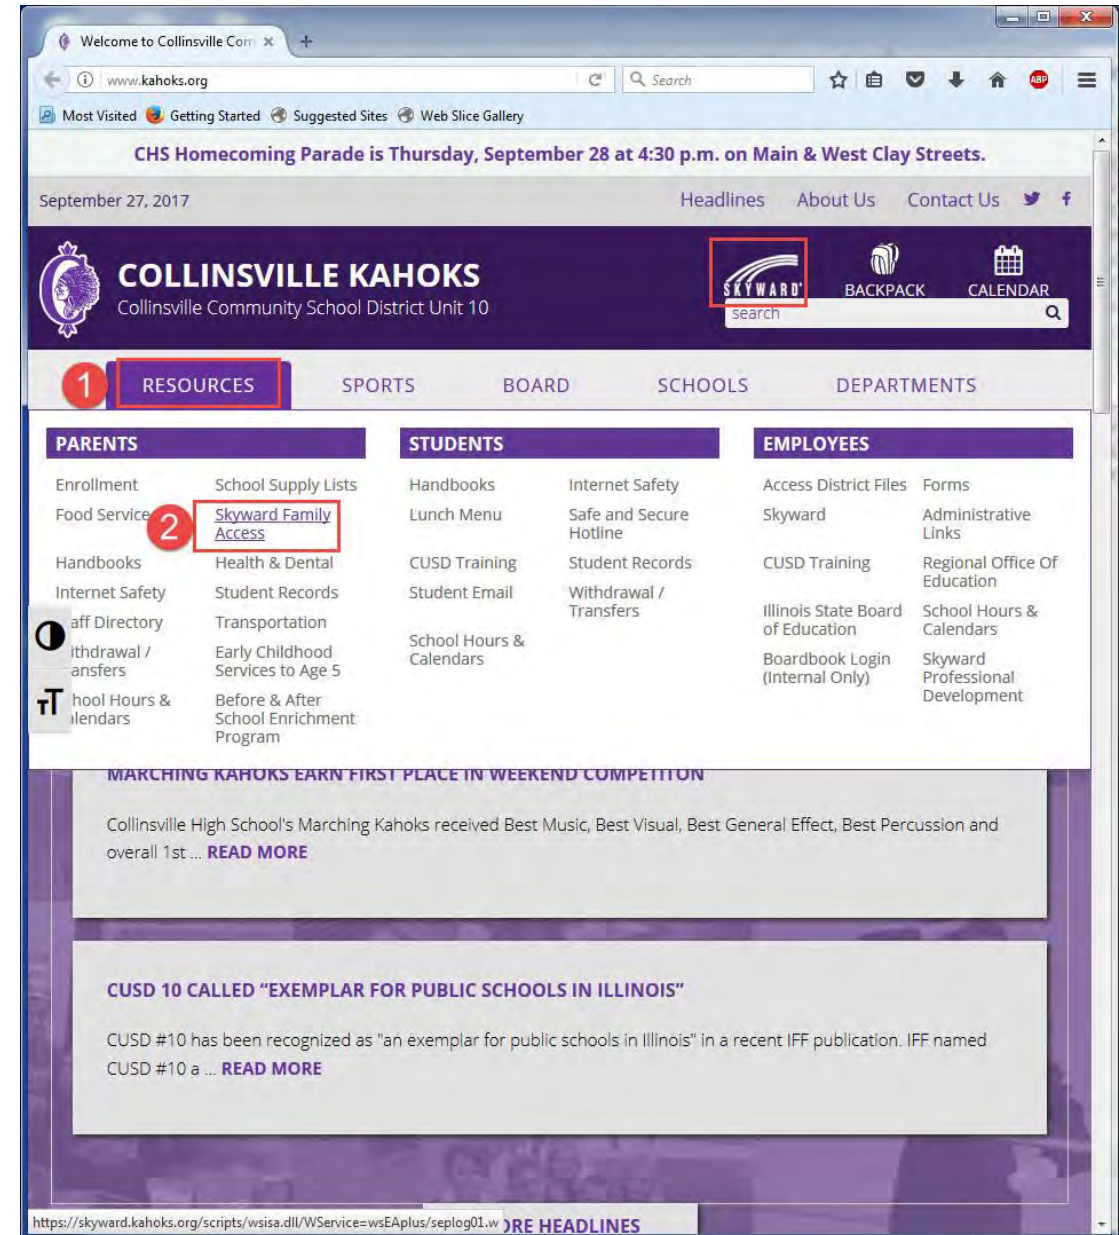 Welcome to Collinsville Com
www.kahoks.org
Search
ABP
Most Visited Getting Started Suggested Sites Web Slice Gallery
CHS Homecoming Parade is Thursday, September 28 at 4:30 p.m. on Main & West Clay Streets.
September 27, 2017 Headlines About Us Contact Us
COLLINSVILLE KAHOKS
Collinsville Community School District Unit 10
SKYWARD BACKPACK CALENDAR
search
1 RESOURCES SPORTS BOARD SCHOOLS DEPARTMENTS
PARENTS
Enrollment
School Supply Lists
Food Service
2 Skyward Family
Access
Handbooks
Health & Dental
Internet Safety
Student Records
aff Directory
Transportation
ithdrawal /
ansfers
Early Childhood
Services to Age 5
hool Hours &
lendars
Before & After
School Enrichment
Program
STUDENTS
Handbooks
Internet Safety
Lunch Menu
Safe and Secure
Hotline
CUSD Training
Student Records
Student Email
Withdrawal /
Transfers
School Hours &
Calendars
EMPLOYEES
Access District Files
Forms
Skyward
Administrative
Links
CUSD Training
Regional Office Of
Education
Illinois State Board
of Education
School Hours &
Calendars
Boardbook Login
(Internal Only)
Skyward
Professional
Development
TT
MARCHING KAHOKS EARN FIRST PLACE IN WEEKEND COMPETITON
Collinsville High School's Marching Kahoks received Best Music, Best Visual, Best General Effect, Best Percussion and
overall 1st ... READ MORE
CUSD 10 CALLED “EXEMPLAR FOR PUBLIC SCHOOLS IN ILLINOIS”
CUSD #10 has been recognized as "an exemplar for public schools in Illinois" in a recent IFF publication. IFF named
CUSD #10 a ... READ MORE
ORE HEADLINES
https://skyward.kahoks.org/scripts/wsisa.dll/WService=wsEAplus/seplog01.w